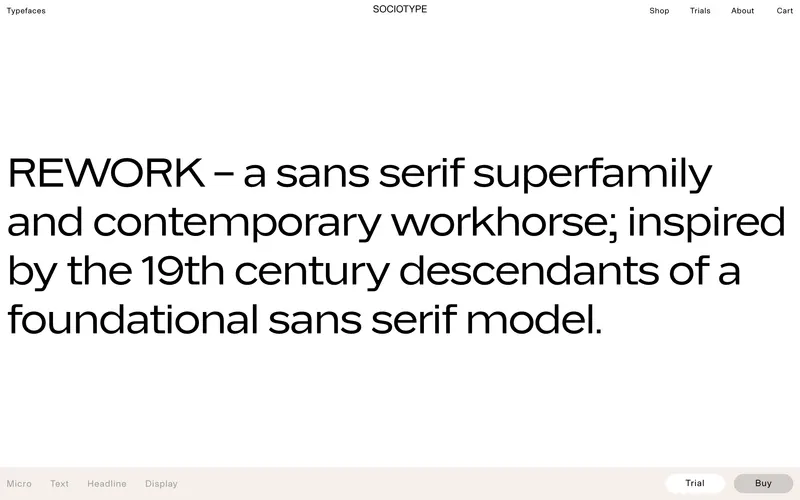 Typefaces
SOCIOTYPE
Shop
Trials
About
Cart
REWORK – a sans serif superfamily
and contemporary workhorse; inspired
by the 19th century descendants of a
foundational sans serif model.
Micro
Text
Headline
Display
Trial
Buy